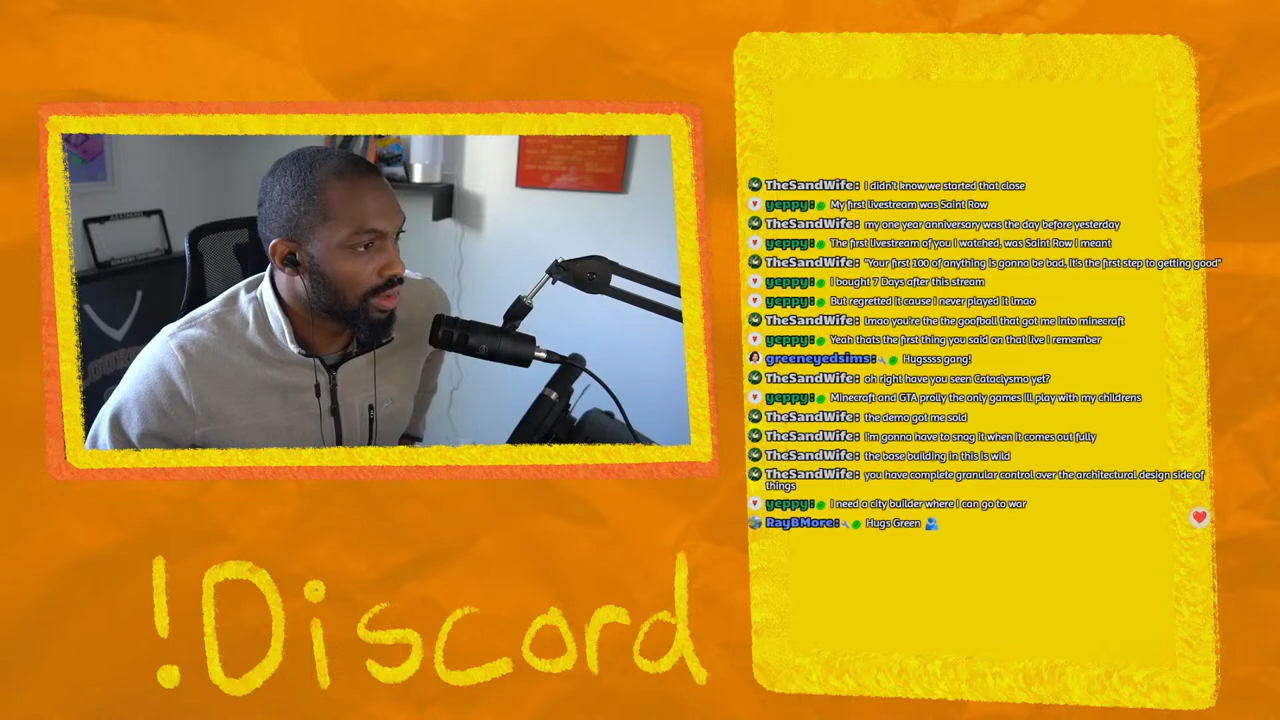 TheSandWife: I didn't know we started that close
yeppy: My first livestream was Saint Row
TheSandWife: my one year anniversary was the day before yesterday
yeppy: The first livestream of you I watched, was Saint Row I meant
TheSandWife: "Your first 100 of anything is gonna be bad, it's the first step to getting good"
yeppy: I bought 7 Days after this stream
yeppy: But regretted it cause I never played it lmao
TheSandWife: lmao you're the the goofball that got me into minecraft
yeppy: Yeah thats the first thing you said on that live I remember
greeneyedsims: Hugssss gang!
TheSandWife: oh right have you seen Cataclysmo yet?
yeppy: Minecraft and GTA prolly the only games Ill play with my childrens
TheSandWife: the demo got me sold
TheSandWife: I'm gonna have to snag it when it comes out fully
TheSandWife: the base building in this is wild
TheSandWife: you have complete granular control over the architectural design side of
things
yeppy: I need a city builder where I can go to war
RayBMore: Hugs Green
!Discord